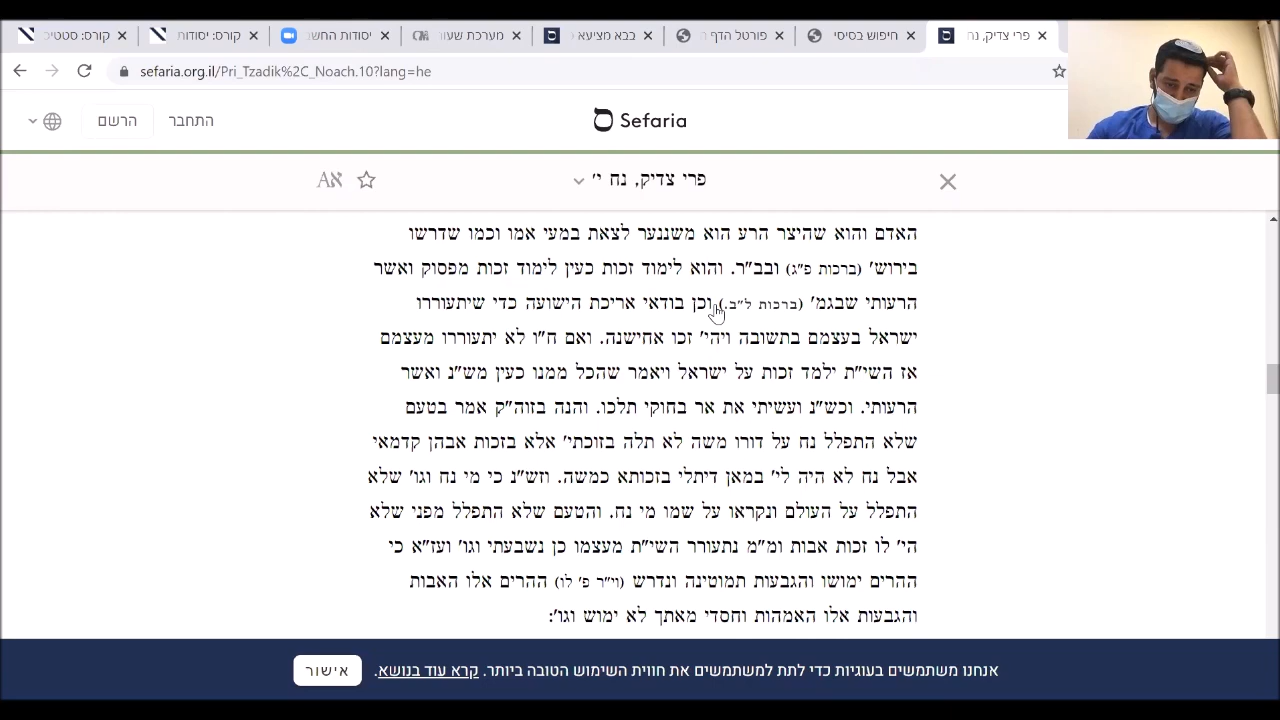 פרי צדיק, נח
חיפוש בסיסי
פורטל הדף ה
בבא מציעא
מערכת שעור
יסודות החשב
קורס: יסודות
קורס: סטטיכ
sefaria.org.il/Pri_Tzadik%2C_Noach.10?lang=he
Sefaria
התחבר
הרשם
פרי צדיק, נח י׳
האדם והוא שהיצר הרע הוא משננער לצאת במעי אמו וכמו שדרשו
בירוש׳ (ברכות פ״ג) ובב״ר. והוא לימוד זכות כעין לימוד זכות מפסוק ואשר
הרעותי שבגמ׳ (ברכות ל״ב.) וכן בודאי אריכת הישועה כדי שיתעוררו
ישראל בעצמם בתשובה ויהי׳ זכו אחישנה. ואם ח״ו לא יתעוררו מעצמם
אז השי״ת ילמד זכות על ישראל ויאמר שהכל ממנו כעין מש״נ ואשר
הרעותי. וכש״נ ועשיתי את אר בחוקי תלכו. והנה בזוה״ק אמר בטעם
שלא התפלל נח על דורו משה לא תלה בזוכתי׳ אלא בזכות אבהן קדמאי
אבל נח לא היה לי׳ במאן דיתלי בזכותא כמשה. וזש״נ כי מי נח וגו׳ שלא
התפלל על העולם ונקראו על שמו מי נח. והטעם שלא התפלל מפני שלא
הי׳ לו זכות אבות ומ״מ נתעורר השי״ת מעצמו כן נשבעתי וגו׳ ועז״א כי
ההרים ימושו והגבעות תמוטינה ונדרש (וי״ר פ׳ לו) ההרים אלו האבות
והגבעות אלו האמהות וחסדי מאתך לא ימוש וגו׳:
אנחנו משתמשים בעוגיות כדי לתת למשתמשים את חווית השימוש הטובה ביותר. קרא עוד בנושא.
אישור